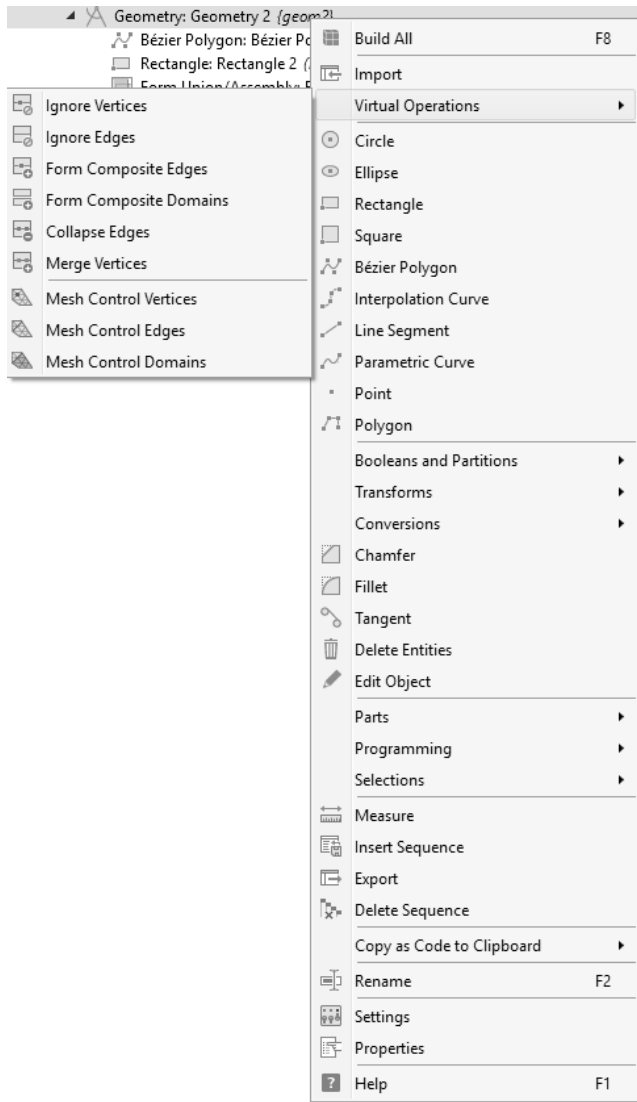 Geometry: Geometry 2 {geom2}
Bézier Polygon: Bézier Po
Rectangle: Rectangle 2 (
Form Union/Assembly: F
Build All F8
Import
Virtual Operations
Circle
Ellipse
Rectangle
Square
Bézier Polygon
Interpolation Curve
Line Segment
Parametric Curve
Point
Polygon
Booleans and Partitions
Transforms
Conversions
Chamfer
Fillet
Tangent
Delete Entities
Edit Object
Parts
Programming
Selections
Measure
Insert Sequence
Export
Delete Sequence
Copy as Code to Clipboard
Rename F2
Settings
Properties
Help F1
Ignore Vertices
Ignore Edges
Form Composite Edges
Form Composite Domains
Collapse Edges
Merge Vertices
Mesh Control Vertices
Mesh Control Edges
Mesh Control Domains